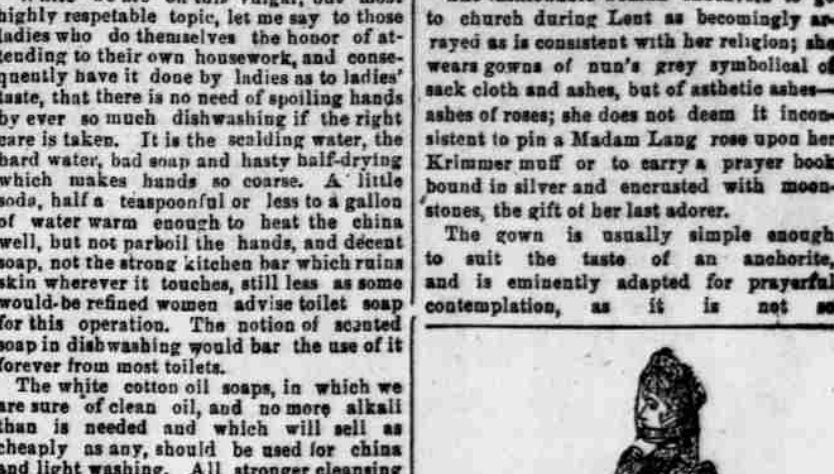 highly respetable topic, let me say to those
ladies who do themselves the honor of at-
tending to their own housework, and conse-
quently have it done by ladies as to ladies'
taste, that there is no need of spoiling hands
by ever so much dishwashing if the right
care is taken. It is the scalding water, the
hard water, bad soap and hasty half-drying
which makes hands so coarse. A little
soda, half a teaspoonful or less to a gallon
of water warm enough to heat the china
well, but not parboil the hands, and decent
soap, not the strong kitchen bar which ruins
skin wherever it touches, still less as some
would-be refined women advise toilet soap
for this operation. The notion of scented
soap in dishwashing would bar the use of it
forever from most toilets.
The white cotton oil soaps, in which we
are sure of clean oil, and no more alkali
than is needed and which will sell as
cheaply as any, should be used for china
and light washing. All stronger cleansing
to church during Lent as becomingly ar-
rayed as is consistent with her religion; she
wears gowns of nun's grey symbolical of
sack cloth and ashes, but of asthetic ashes—
ashes of roses; she does not deem it incon-
sistent to pin a Madam Lang rose upon her
Krimmer muff or to carry a prayer book
bound in silver and encrusted with moon-
stones, the gift of her last adorer.
The gown is usually simple enough
to suit the taste of an anchorite,
and is eminently adapted for prayerful
contemplation, as it is not